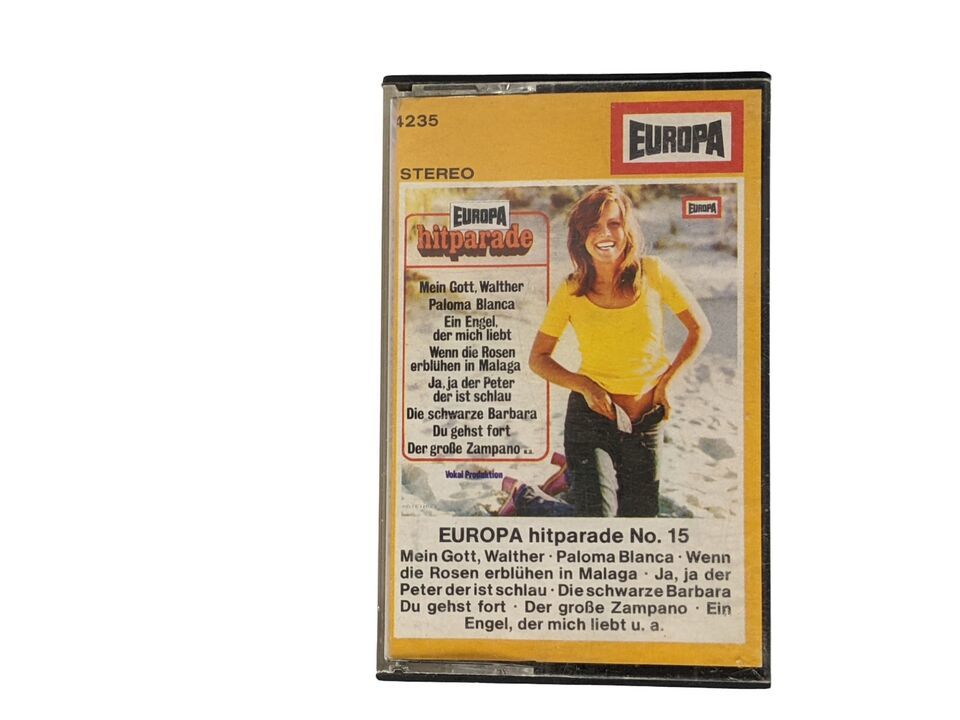 4235
EUROPA
STEREO
EUROPA
EUROPA
hitparade
Mein Gott, Walther
Paloma Blanca
Ein Engel,
der mich liebt
Wenn die Rosen
erblühen in Malaga
Ja, ja der Peter
der ist schlau
Die schwarze Barbara
Du gehst fort
Der große Zampano u.a.
Vokal Produktion
EUROPA hitparade No. 15
Mein Gott, Walther · Paloma Blanca · Wenn
die Rosen erblühen in Malaga · Ja, ja der
Peter der ist schlau · Die schwarze Barbara
Du gehst fort · Der große Zampano · Ein
Engel, der mich liebt u. a.